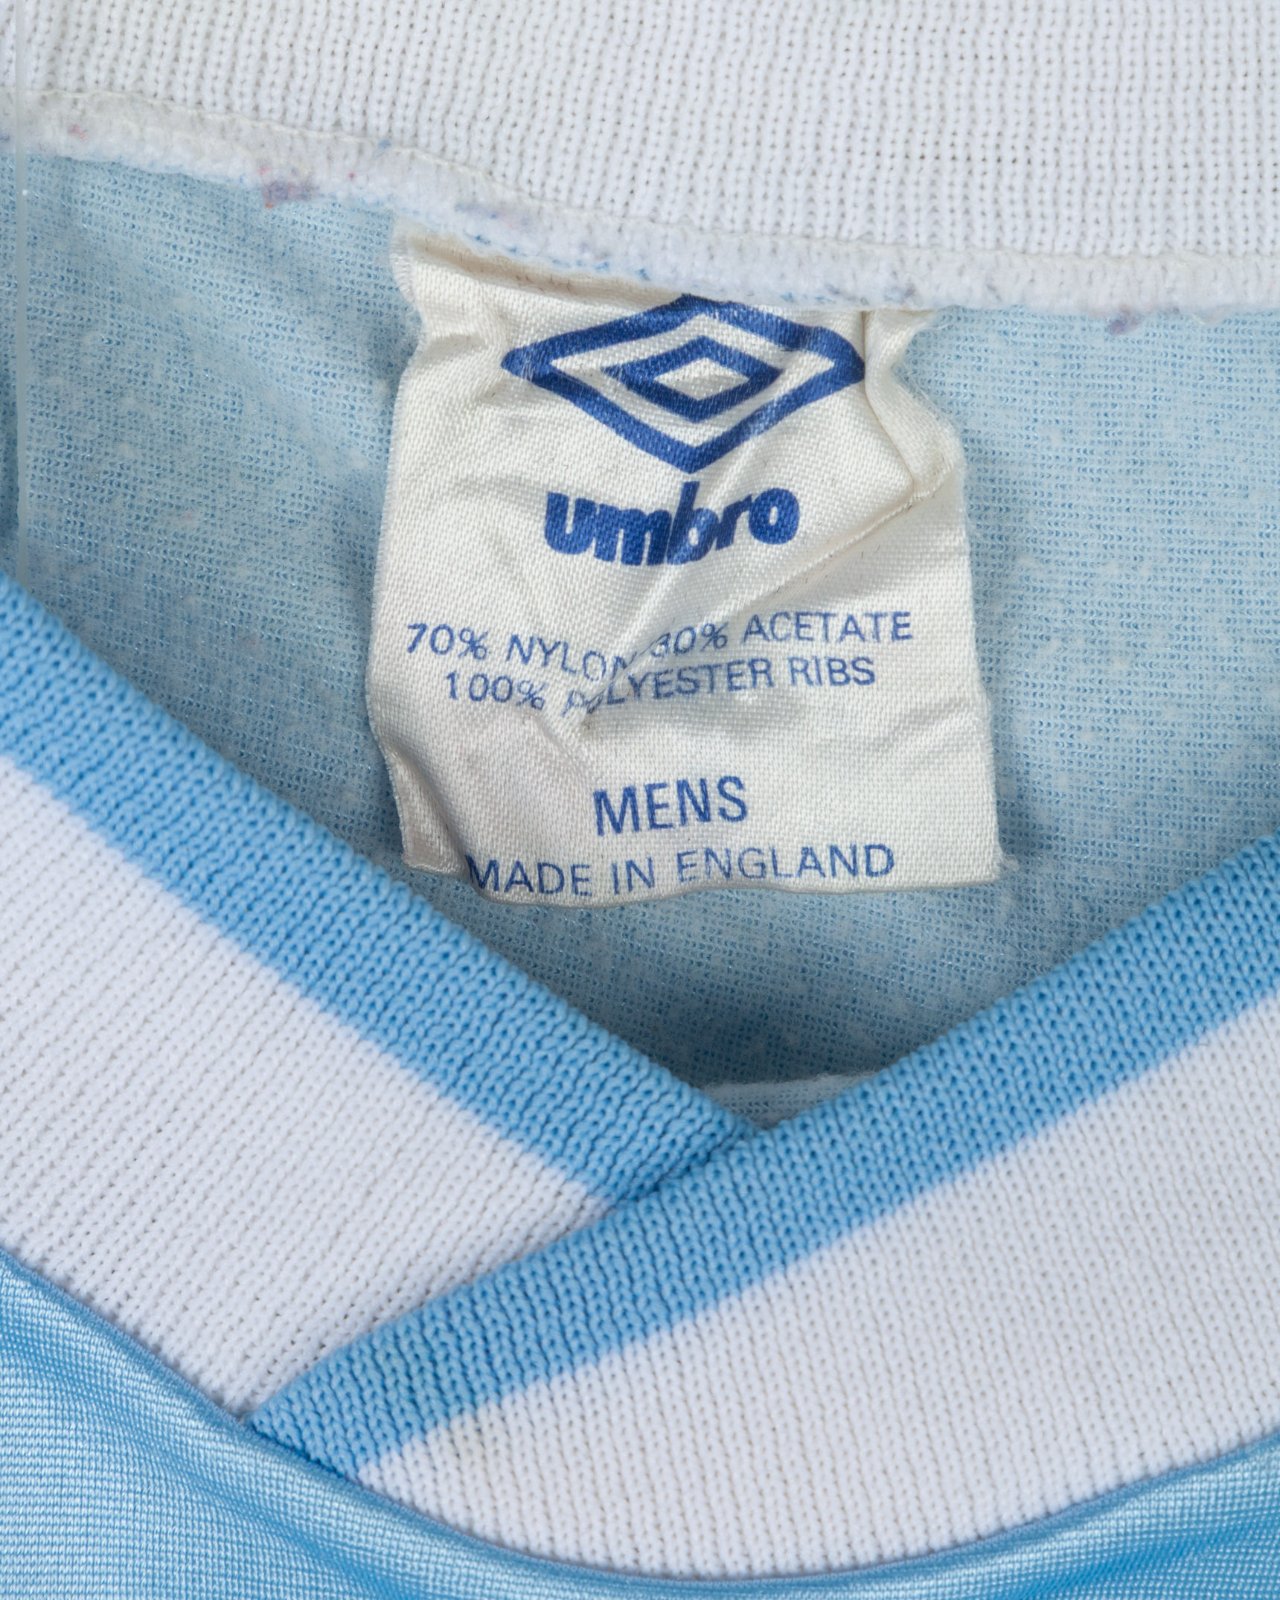 umbro
70% NYLON 30% ACETATE
100% POLYESTER RIBS
MENS
MADE IN ENGLAND